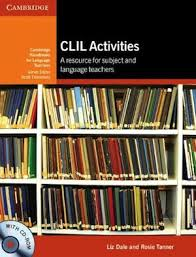 CAMBRIDGE
Cambridge
Handbooks
for Language
Teachers
Series Editor
Scott Thornbury
CLIL Activities
A resource for subject and
language teachers
WITH CD-ROM
Liz Dale and Rosie Tanner